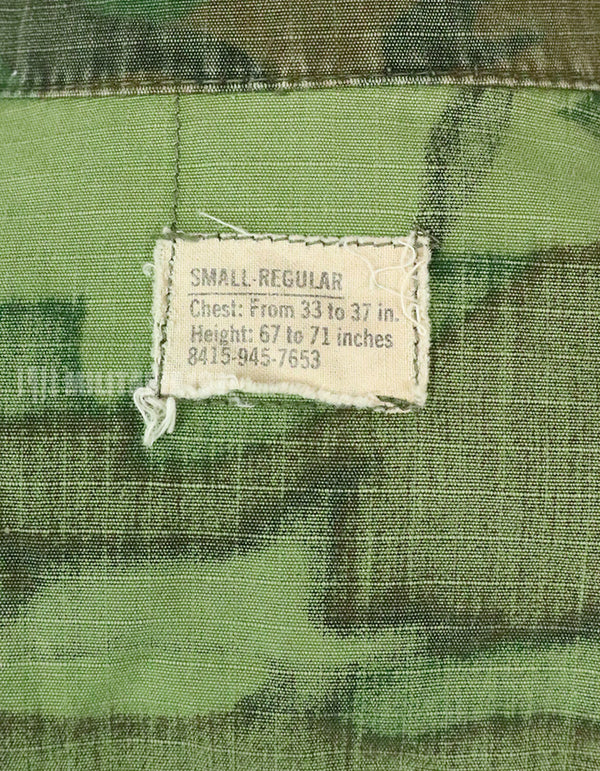 SMALL-REGULAR
Chest: From 33 to 37 in.
Height: 67 to 71 inches
8415-945-7653